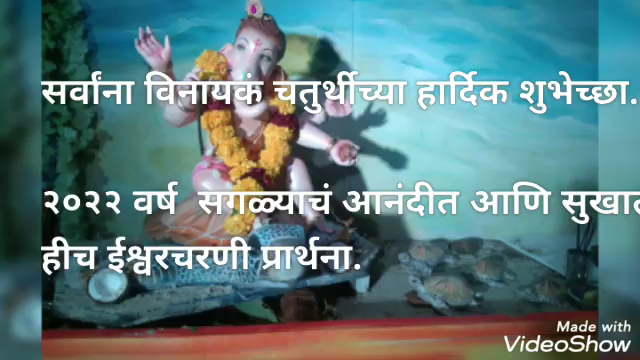 सर्वांना विनायकं चतुर्थीच्या हार्दिक शुभेच्छा.
२०२२ वर्ष सगळ्याचं आनंदीत आणि
हीच ईश्वरचरणी प्रार्थना.
Made with
VideoShow